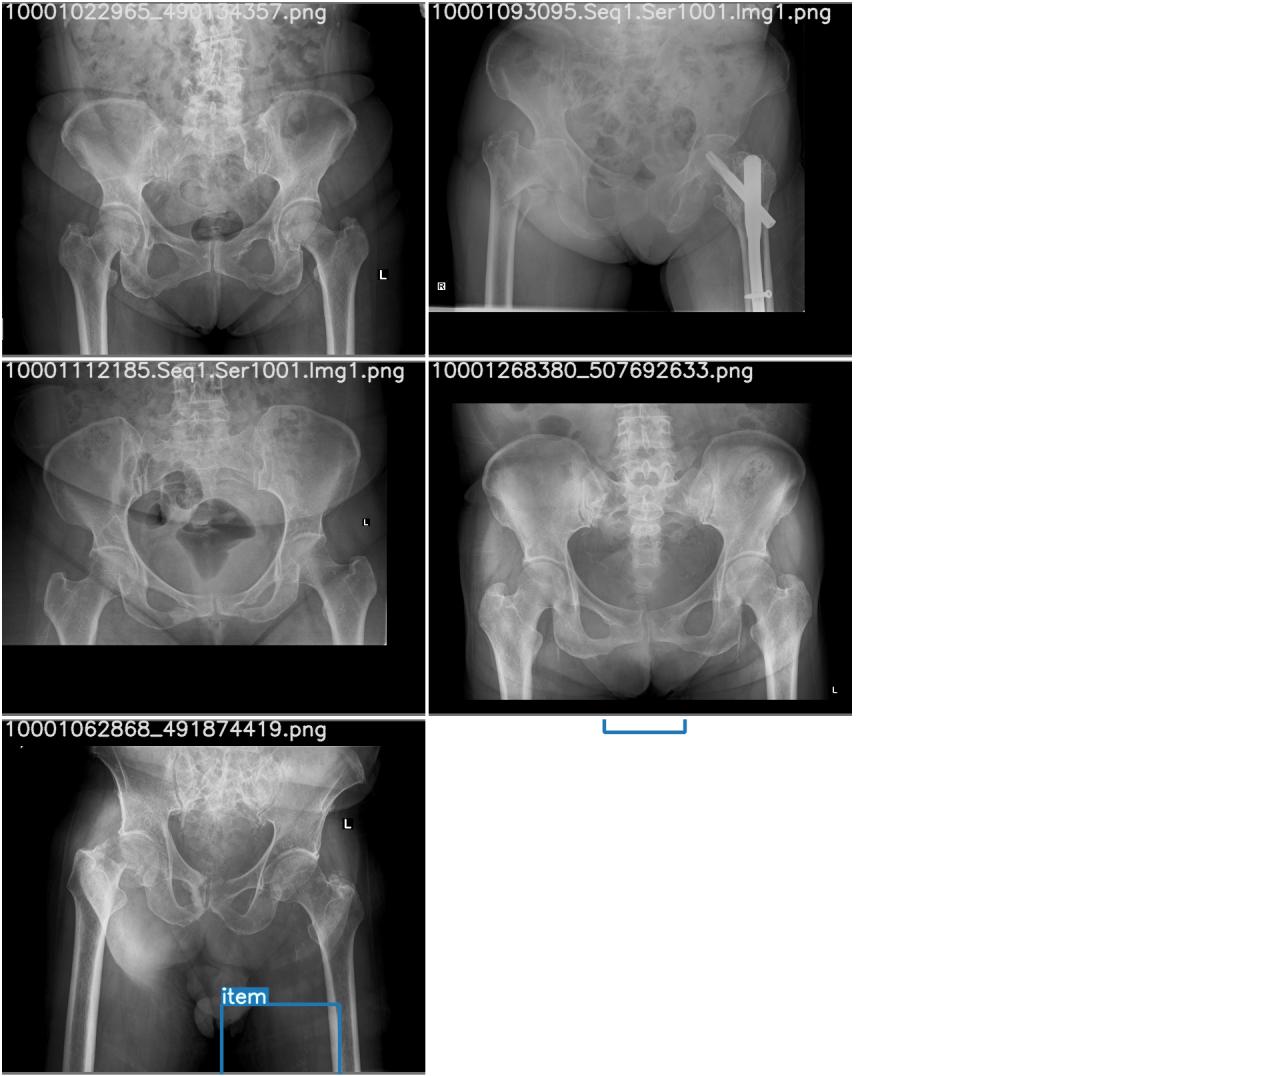 10001022965_490134357.png
10001093095.Seq1.Ser1001.Img1.png
L
R
10001112185.Seq1.Ser1001.Img1.png
10001268380_507692633.png
L
L
10001062868_491874419.png
L
item